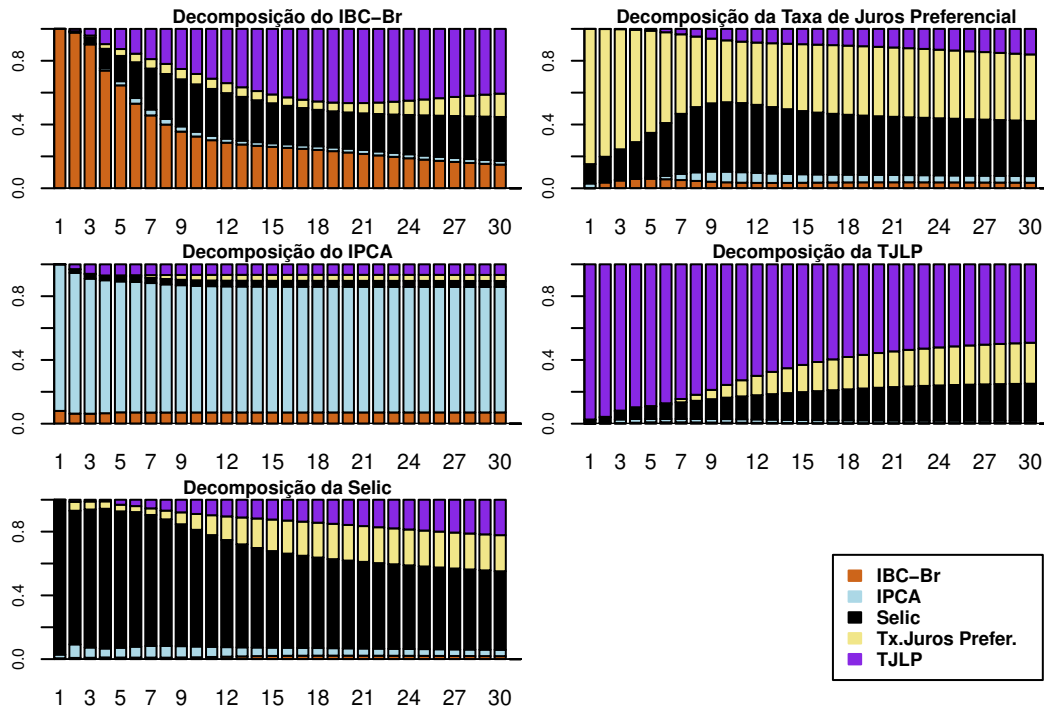 Decomposição do IBC−Br
0.0 0.4 0.8
1 3 5 7 9 12 15 18 21 24 27 30
Decomposição da Taxa de Juros Preferencial
0.0 0.4 0.8
1 3 5 7 9 12 15 18 21 24 27 30
Decomposição do IPCA
0.0 0.4 0.8
1 3 5 7 9 12 15 18 21 24 27 30
Decomposição da TJLP
0.0 0.4 0.8
1 3 5 7 9 12 15 18 21 24 27 30
Decomposição da Selic
0.0 0.4 0.8
1 3 5 7 9 12 15 18 21 24 27 30
IBC−Br
IPCA
Selic
Tx.Juros Prefer.
TJLP